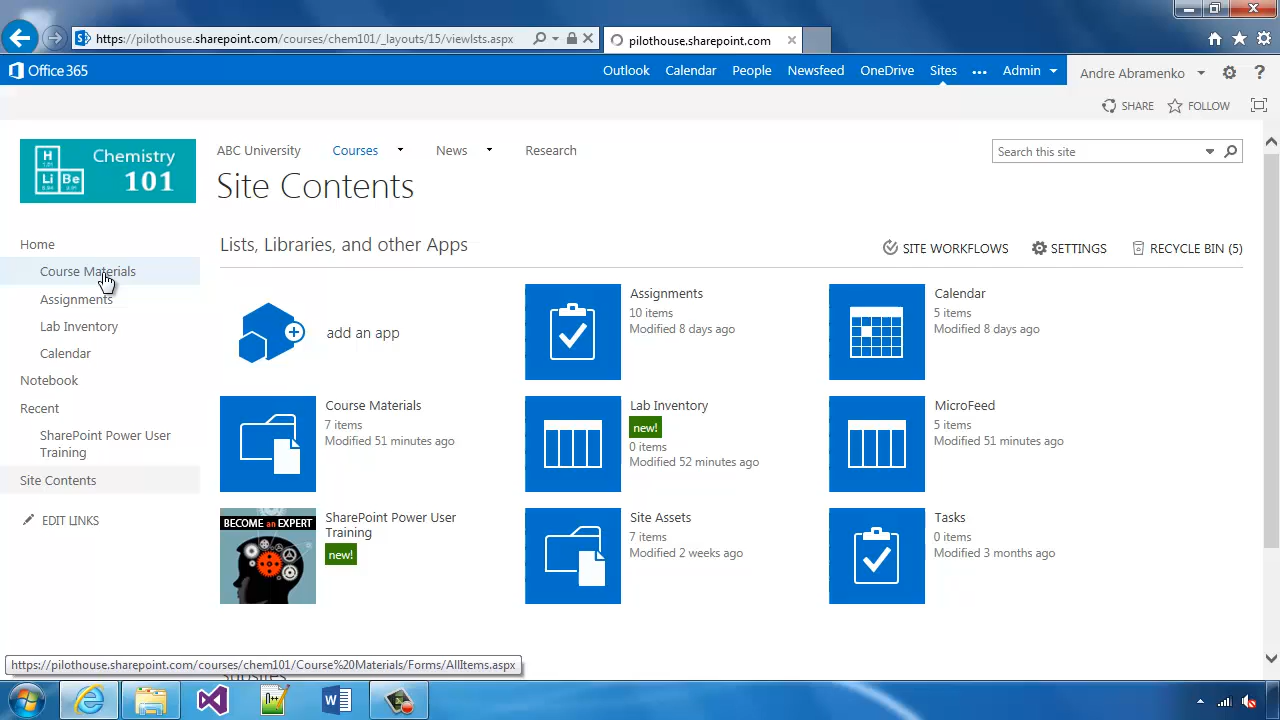 https://pilothouse.sharepoint.com/courses/chem101/_layouts/15/viewlsts.aspx
pilothouse.sharepoint.com
Office 365
Outlook Calendar People Newsfeed OneDrive Sites ... Admin
Andre Abramenko
?
SHARE FOLLOW
H
Li Be
Chemistry
101
ABC University Courses News Research
Search this site
Site Contents
Home
Course Materials
Assignments
Lab Inventory
Calendar
Notebook
Recent
SharePoint Power User
Training
Site Contents
EDIT LINKS
Lists, Libraries, and other Apps
SITE WORKFLOWS SETTINGS RECYCLE BIN (5)
add an app
Assignments
10 items
Modified 8 days ago
Calendar
5 items
Modified 8 days ago
Course Materials
7 items
Modified 51 minutes ago
Lab Inventory
new!
0 items
Modified 52 minutes ago
MicroFeed
5 items
Modified 51 minutes ago
BECOME an EXPERT
SharePoint Power User
Training
new!
Site Assets
7 items
Modified 2 weeks ago
Tasks
0 items
Modified 3 months ago
Subsites
https://pilothouse.sharepoint.com/courses/chem101/Course%20Materials/Forms/AllItems.aspx